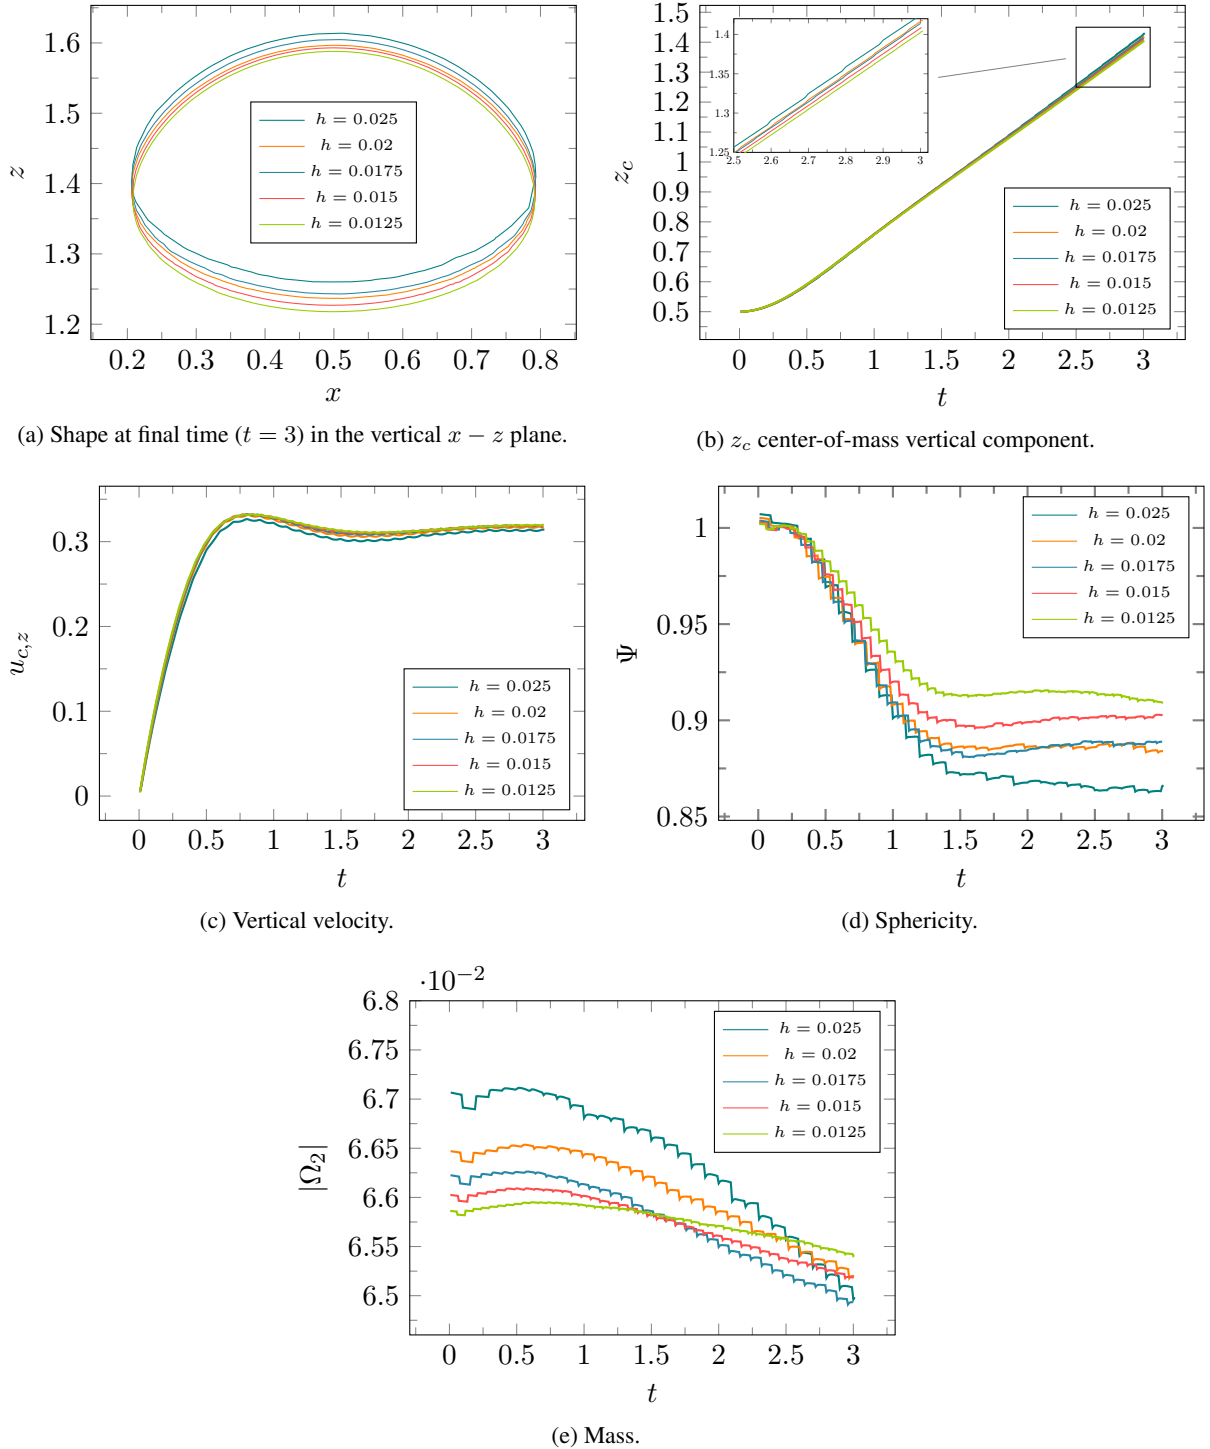 1.6
1.5
1.4
1.3
1.2
z
0.2 0.3 0.4 0.5 0.6 0.7 0.8
x
h = 0.025
h = 0.02
h = 0.0175
h = 0.015
h = 0.0125
(a) Shape at final time (t = 3) in the vertical x − z plane.
1.5
1.4
1.3
1.2
1.1
1
0.9
0.8
0.7
0.6
0.5
z_c
0 0.5 1 1.5 2 2.5 3
t
1.4
1.35
1.3
1.25
2.5 2.6 2.7 2.8 2.9 3
h = 0.025
h = 0.02
h = 0.0175
h = 0.015
h = 0.0125
(b) z_c center-of-mass vertical component.
0.3
0.2
0.1
0
u_{c,z}
0 0.5 1 1.5 2 2.5 3
t
h = 0.025
h = 0.02
h = 0.0175
h = 0.015
h = 0.0125
(c) Vertical velocity.
1
0.95
0.9
0.85
Ψ
0 0.5 1 1.5 2 2.5 3
t
h = 0.025
h = 0.02
h = 0.0175
h = 0.015
h = 0.0125
(d) Sphericity.
·10⁻²
6.8
6.75
6.7
6.65
6.6
6.55
6.5
|Ω₂|
0 0.5 1 1.5 2 2.5 3
t
h = 0.025
h = 0.02
h = 0.0175
h = 0.015
h = 0.0125
(e) Mass.